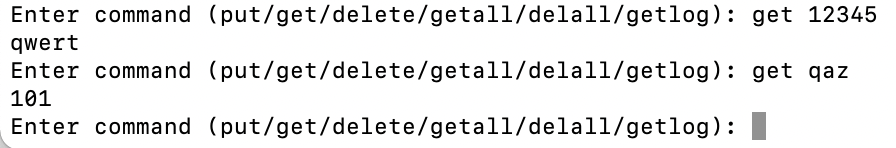 Enter command (put/get/delete/getall/delall/getlog): get 12345
qwert
Enter command (put/get/delete/getall/delall/getlog): get qaz
101
Enter command (put/get/delete/getall/delall/getlog):